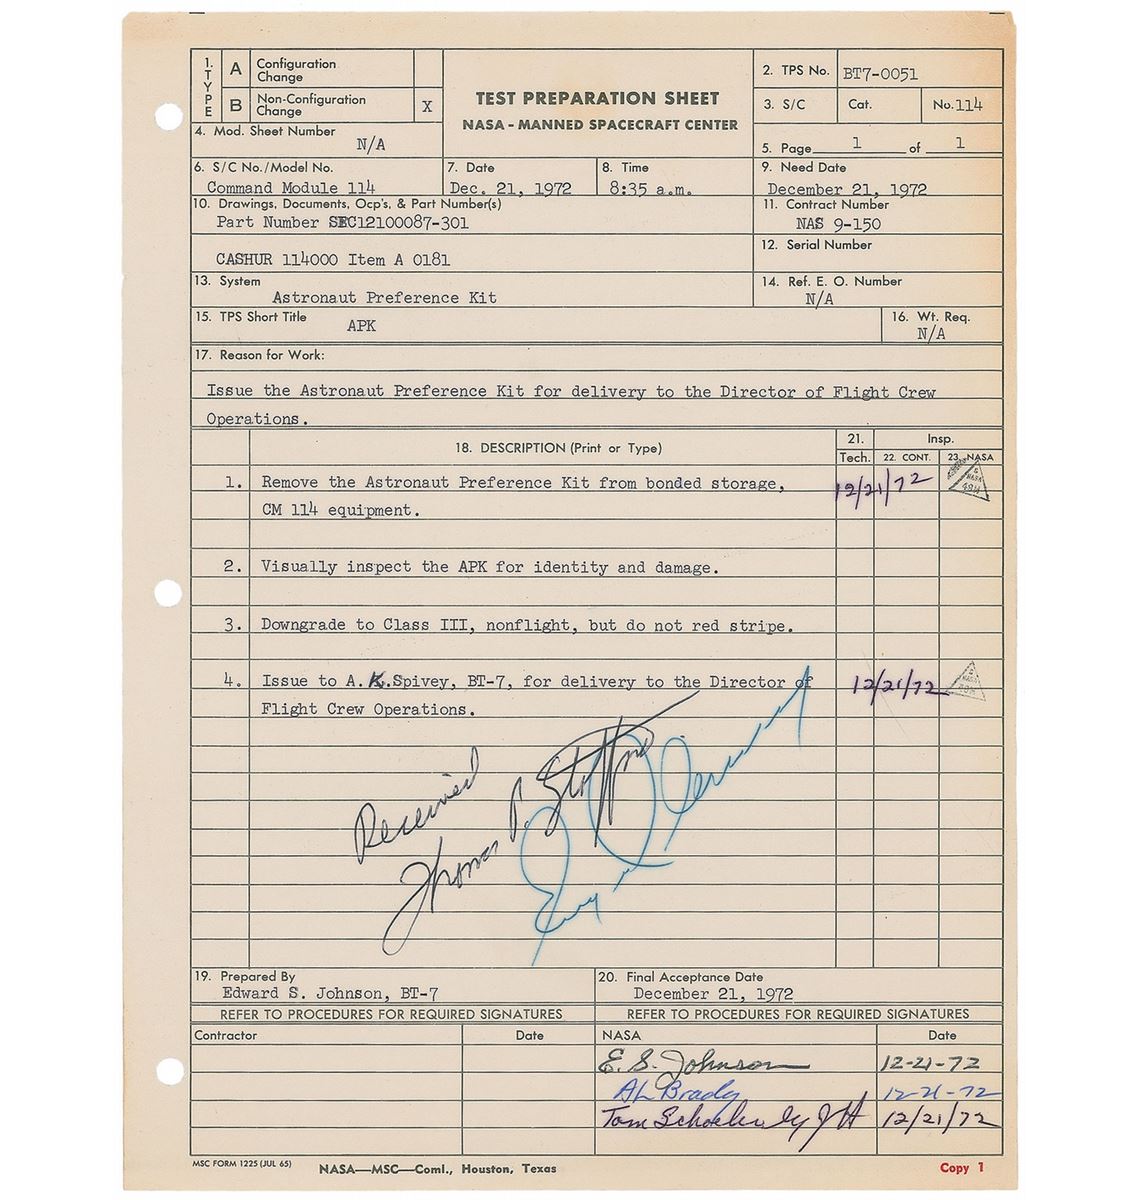 1. TYPE
A Configuration Change
B Non-Configuration Change X
TEST PREPARATION SHEET
NASA - MANNED SPACECRAFT CENTER
2. TPS No. BT7-0051
3. S/C Cat. No. 114
4. Mod. Sheet Number
N/A
5. Page 1 of 1
6. S/C No./Model No.
Command Module 114
7. Date
Dec. 21, 1972
8. Time
8:35 a.m.
9. Need Date
December 21, 1972
10. Drawings, Documents, Ocp's, & Part Number(s)
Part Number SEC12100087-301
CASHUR 114000 Item A 0181
11. Contract Number
NAS 9-150
12. Serial Number
13. System
Astronaut Preference Kit
14. Ref. E. O. Number
N/A
15. TPS Short Title
APK
16. Wt. Req.
N/A
17. Reason for Work:
Issue the Astronaut Preference Kit for delivery to the Director of Flight Crew
Operations.
18. DESCRIPTION (Print or Type)
21. Tech.
Insp.
22. CONT.
23. NASA
1. Remove the Astronaut Preference Kit from bonded storage, 12/21/72
CM 114 equipment.
2. Visually inspect the APK for identity and damage.
3. Downgrade to Class III, nonflight, but do not red stripe.
4. Issue to A. K. Spivey, BT-7, for delivery to the Director of 12/21/72
Flight Crew Operations.
Received
Thomas P. Stafford
Eugene Cernan
19. Prepared By
Edward S. Johnson, BT-7
20. Final Acceptance Date
December 21, 1972
REFER TO PROCEDURES FOR REQUIRED SIGNATURES
REFER TO PROCEDURES FOR REQUIRED SIGNATURES
Contractor Date NASA Date
E. S. Johnson 12-21-72
AL Brady 12-21-72
Tom by JH 12/21/72
MSC FORM 1225 (JUL 65)
NASA—MSC—Coml., Houston, Texas
Copy 1